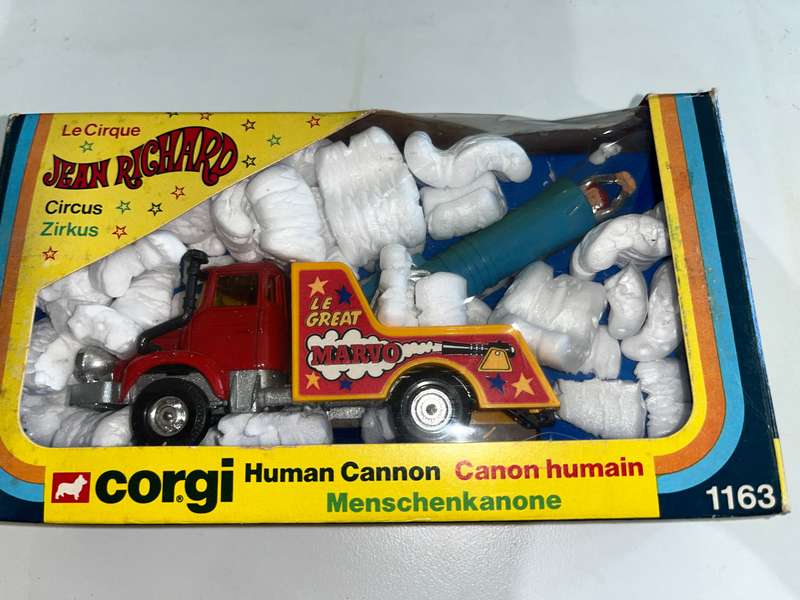 Le Cirque
JEAN RICHARD
Circus
Zirkus
LE
GREAT
MARVO
corgi
Human Cannon Canon humain
Menschenkanone
1163